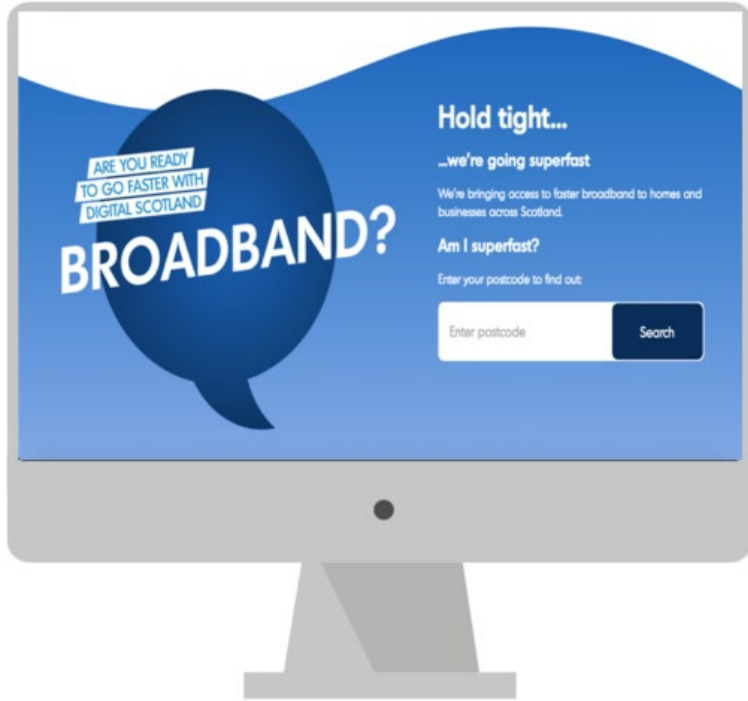 ARE YOU READY
TO GO FASTER WITH
DIGITAL SCOTLAND
BROADBAND?
Hold tight...
...we're going superfast
We're bringing access to faster broadband to homes and
businesses across Scotland.
Am I superfast?
Enter your postcode to find out:
Enter postcode
Search